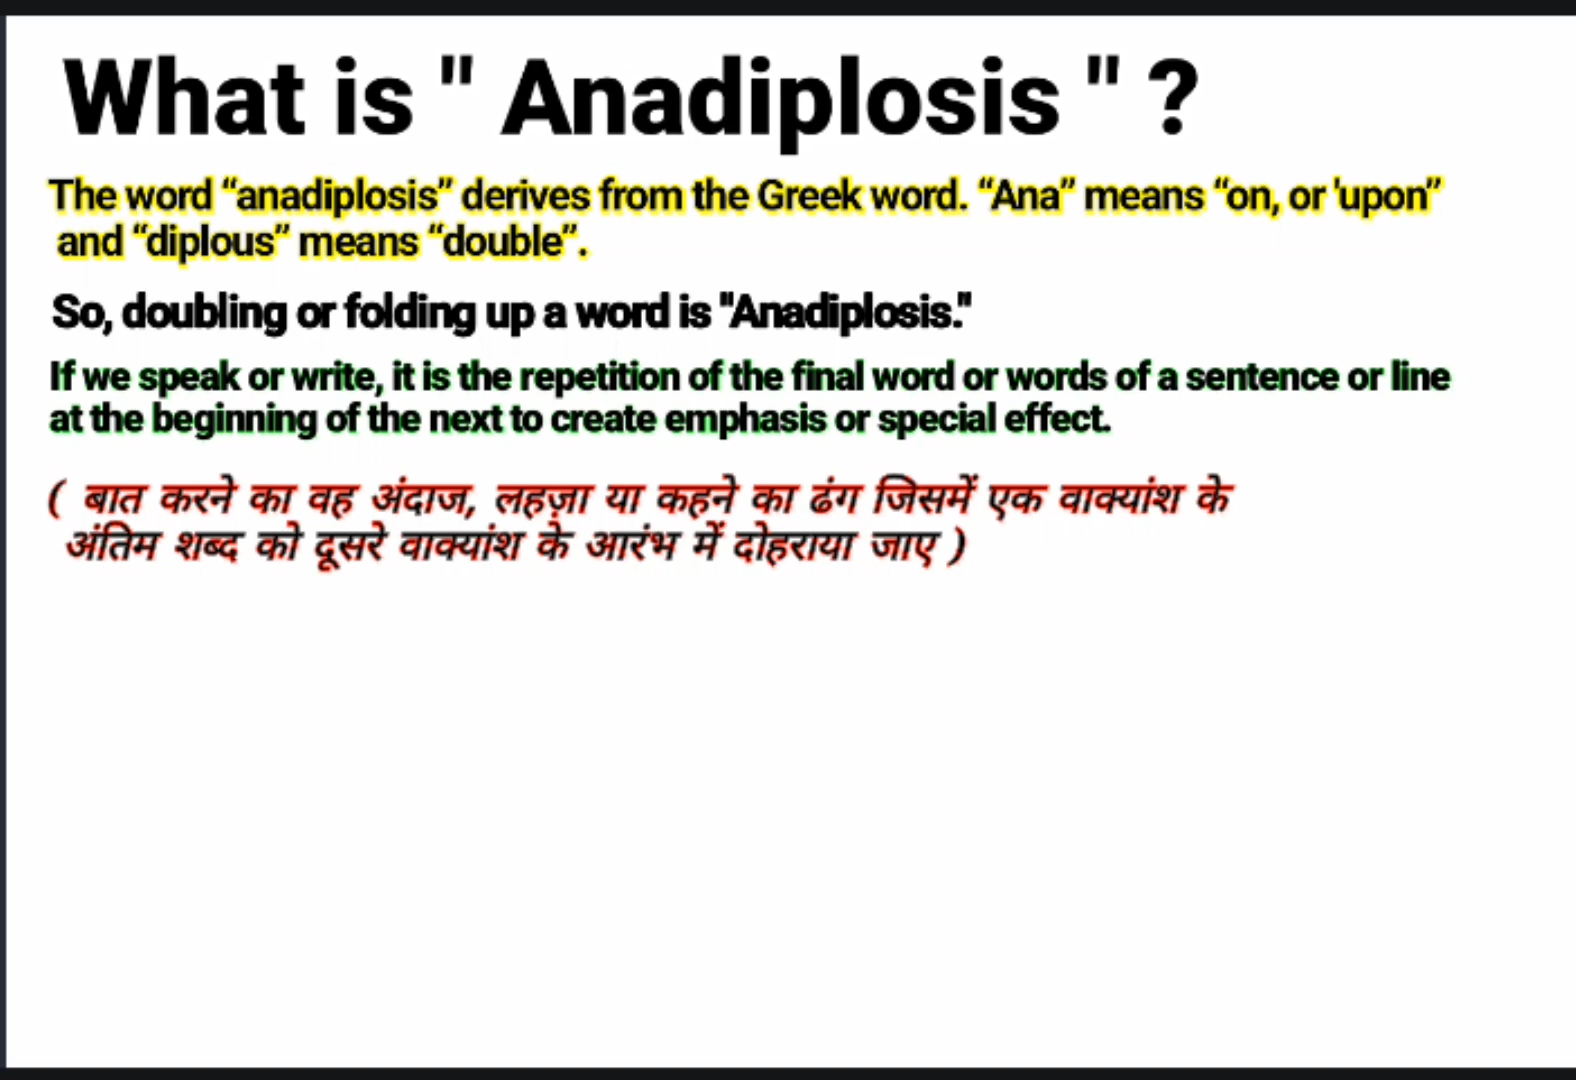 What is " Anadiplosis " ?
The word “anadiplosis” derives from the Greek word. “Ana” means “on, or 'upon”
and “diplous” means “double”.
So, doubling or folding up a word is "Anadiplosis."
If we speak or write, it is the repetition of the final word or words of a sentence or line
at the beginning of the next to create emphasis or special effect.
( बात करने का वह अंदाज, लहज़ा या कहने का ढंग जिसमें एक वाक्यांश के
अंतिम शब्द को दूसरे वाक्यांश के आरंभ में दोहराया जाए )